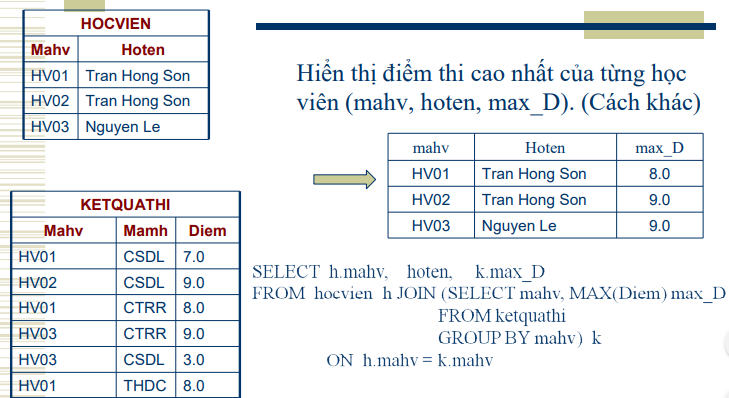 HOCVIEN
Mahv Hoten
HV01 Tran Hong Son
HV02 Tran Hong Son
HV03 Nguyen Le
Hiển thị điểm thi cao nhất của từng học
viên (mahv, hoten, max_D). (Cách khác)
mahv Hoten max_D
HV01 Tran Hong Son 8.0
HV02 Tran Hong Son 9.0
HV03 Nguyen Le 9.0
KETQUATHI
Mahv Mamh Diem
HV01 CSDL 7.0
HV02 CSDL 9.0
HV01 CTRR 8.0
HV03 CTRR 9.0
HV03 CSDL 3.0
HV01 THDC 8.0
SELECT h.mahv, hoten, k.max_D
FROM hocvien h JOIN (SELECT mahv, MAX(Diem) max_D
FROM ketquathi
GROUP BY mahv) k
ON h.mahv = k.mahv